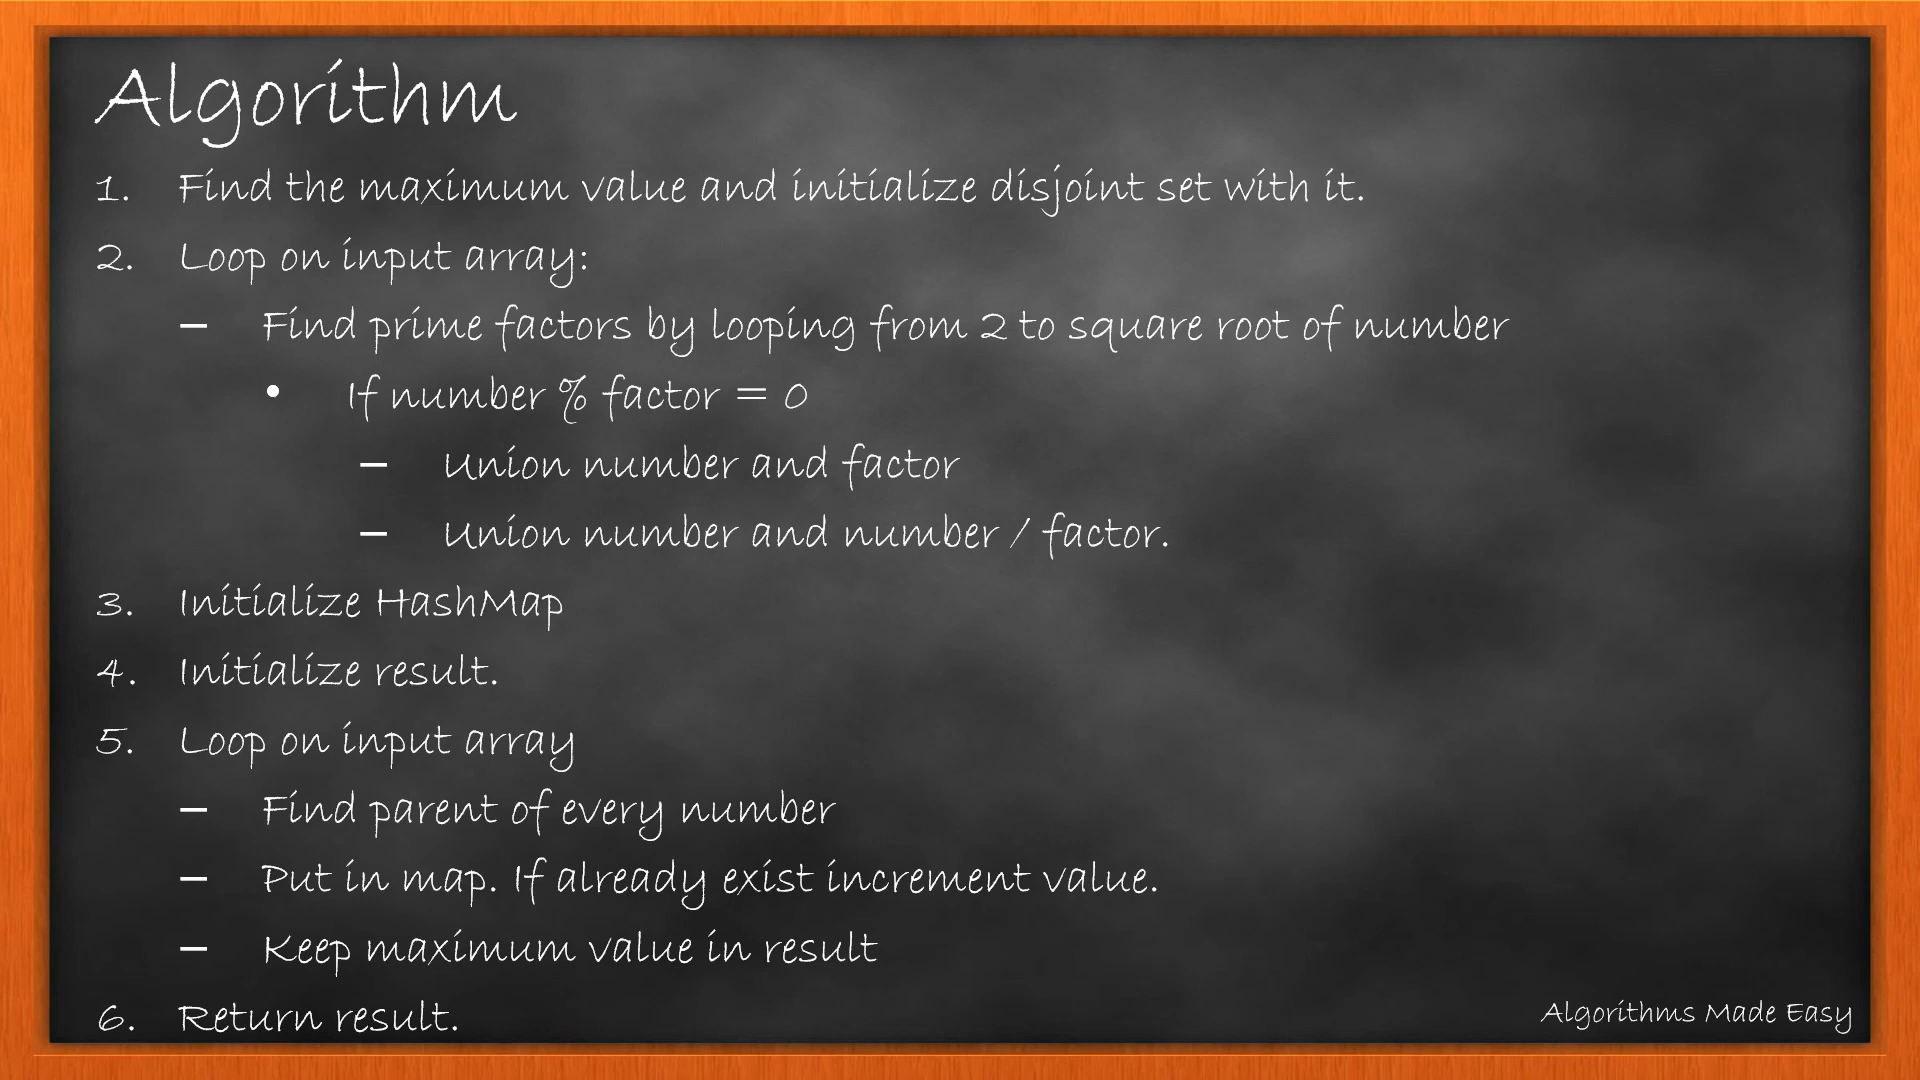 Algorithm
1. Find the maximum value and initialize disjoint set with it.
2. Loop on input array:
– Find prime factors by looping from 2 to square root of number
• If number % factor = 0
– Union number and factor
– Union number and number / factor.
3. Initialize HashMap
4. Initialize result.
5. Loop on input array
– Find parent of every number
– Put in map. If already exist increment value.
– Keep maximum value in result
6. Return result.
Algorithms Made Easy